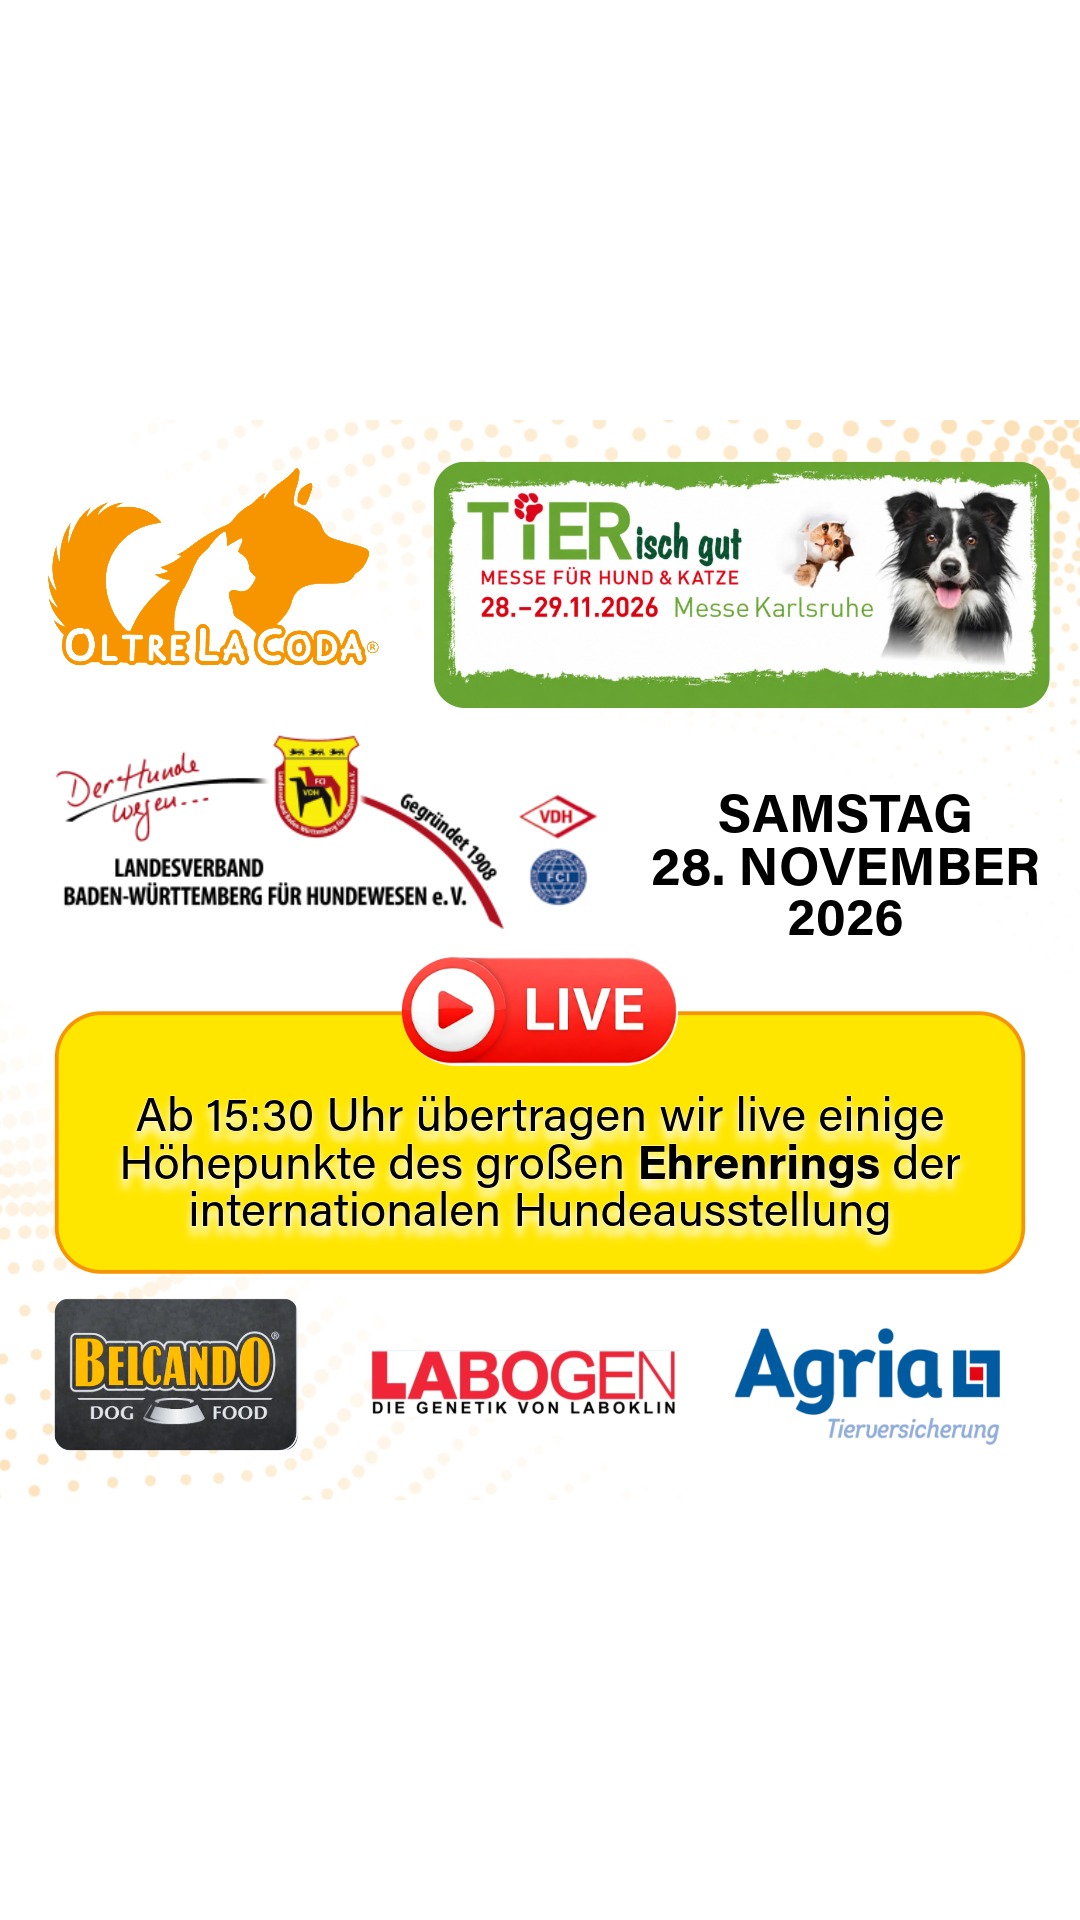 OLTRE LA CODA®
TiERisch gut
MESSE FÜR HUND & KATZE
28.–29.11.2026 Messe Karlsruhe
Der Hunde
wegen...
FCI
VDH
Gegründet 1908
LANDESVERBAND
BADEN-WÜRTTEMBERG FÜR HUNDEWESEN e.V.
VDH
FCI
SAMSTAG
28. NOVEMBER
2026
LIVE
Ab 15:30 Uhr übertragen wir live einige
Höhepunkte des großen Ehrenrings der
internationalen Hundeausstellung
BELCANDO®
DOG FOOD
LABOGEN
DIE GENETIK VON LABOKLIN
Agria
Tierversicherung